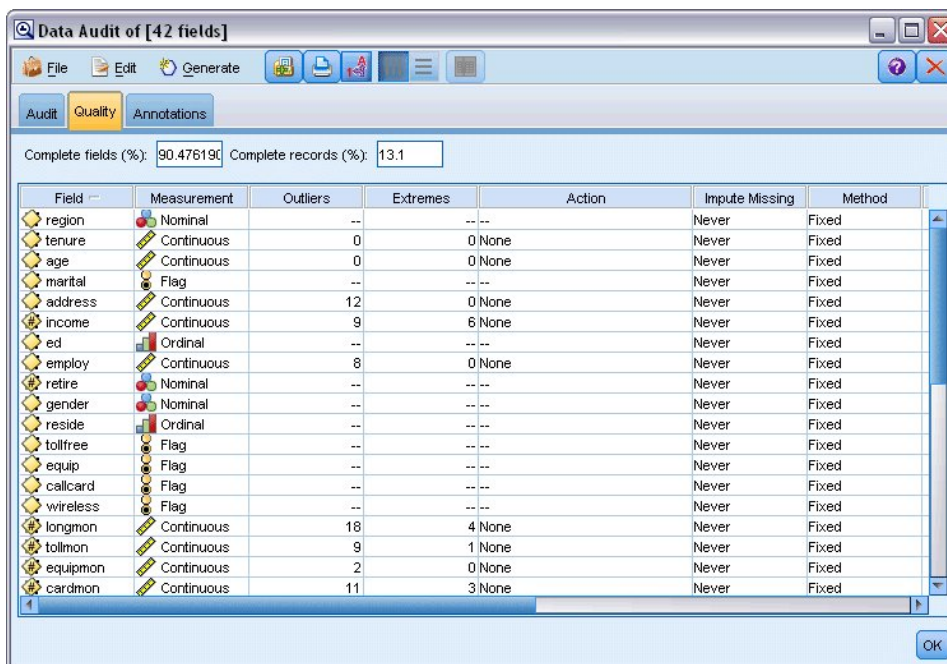 Data Audit of [42 fields]
File Edit Generate
Audit Quality Annotations
Complete fields (%): 90.476190 Complete records (%): 13.1
Field Measurement Outliers Extremes Action Impute Missing Method
region Nominal -- -- -- Never Fixed
tenure Continuous 0 0 None Never Fixed
age Continuous 0 0 None Never Fixed
marital Flag -- -- -- Never Fixed
address Continuous 12 0 None Never Fixed
income Continuous 9 6 None Never Fixed
ed Ordinal -- -- -- Never Fixed
employ Continuous 8 0 None Never Fixed
retire Nominal -- -- -- Never Fixed
gender Nominal -- -- -- Never Fixed
reside Ordinal -- -- -- Never Fixed
tollfree Flag -- -- -- Never Fixed
equip Flag -- -- -- Never Fixed
callcard Flag -- -- -- Never Fixed
wireless Flag -- -- -- Never Fixed
longmon Continuous 18 4 None Never Fixed
tollmon Continuous 9 1 None Never Fixed
equipmon Continuous 2 0 None Never Fixed
cardmon Continuous 11 3 None Never Fixed
OK